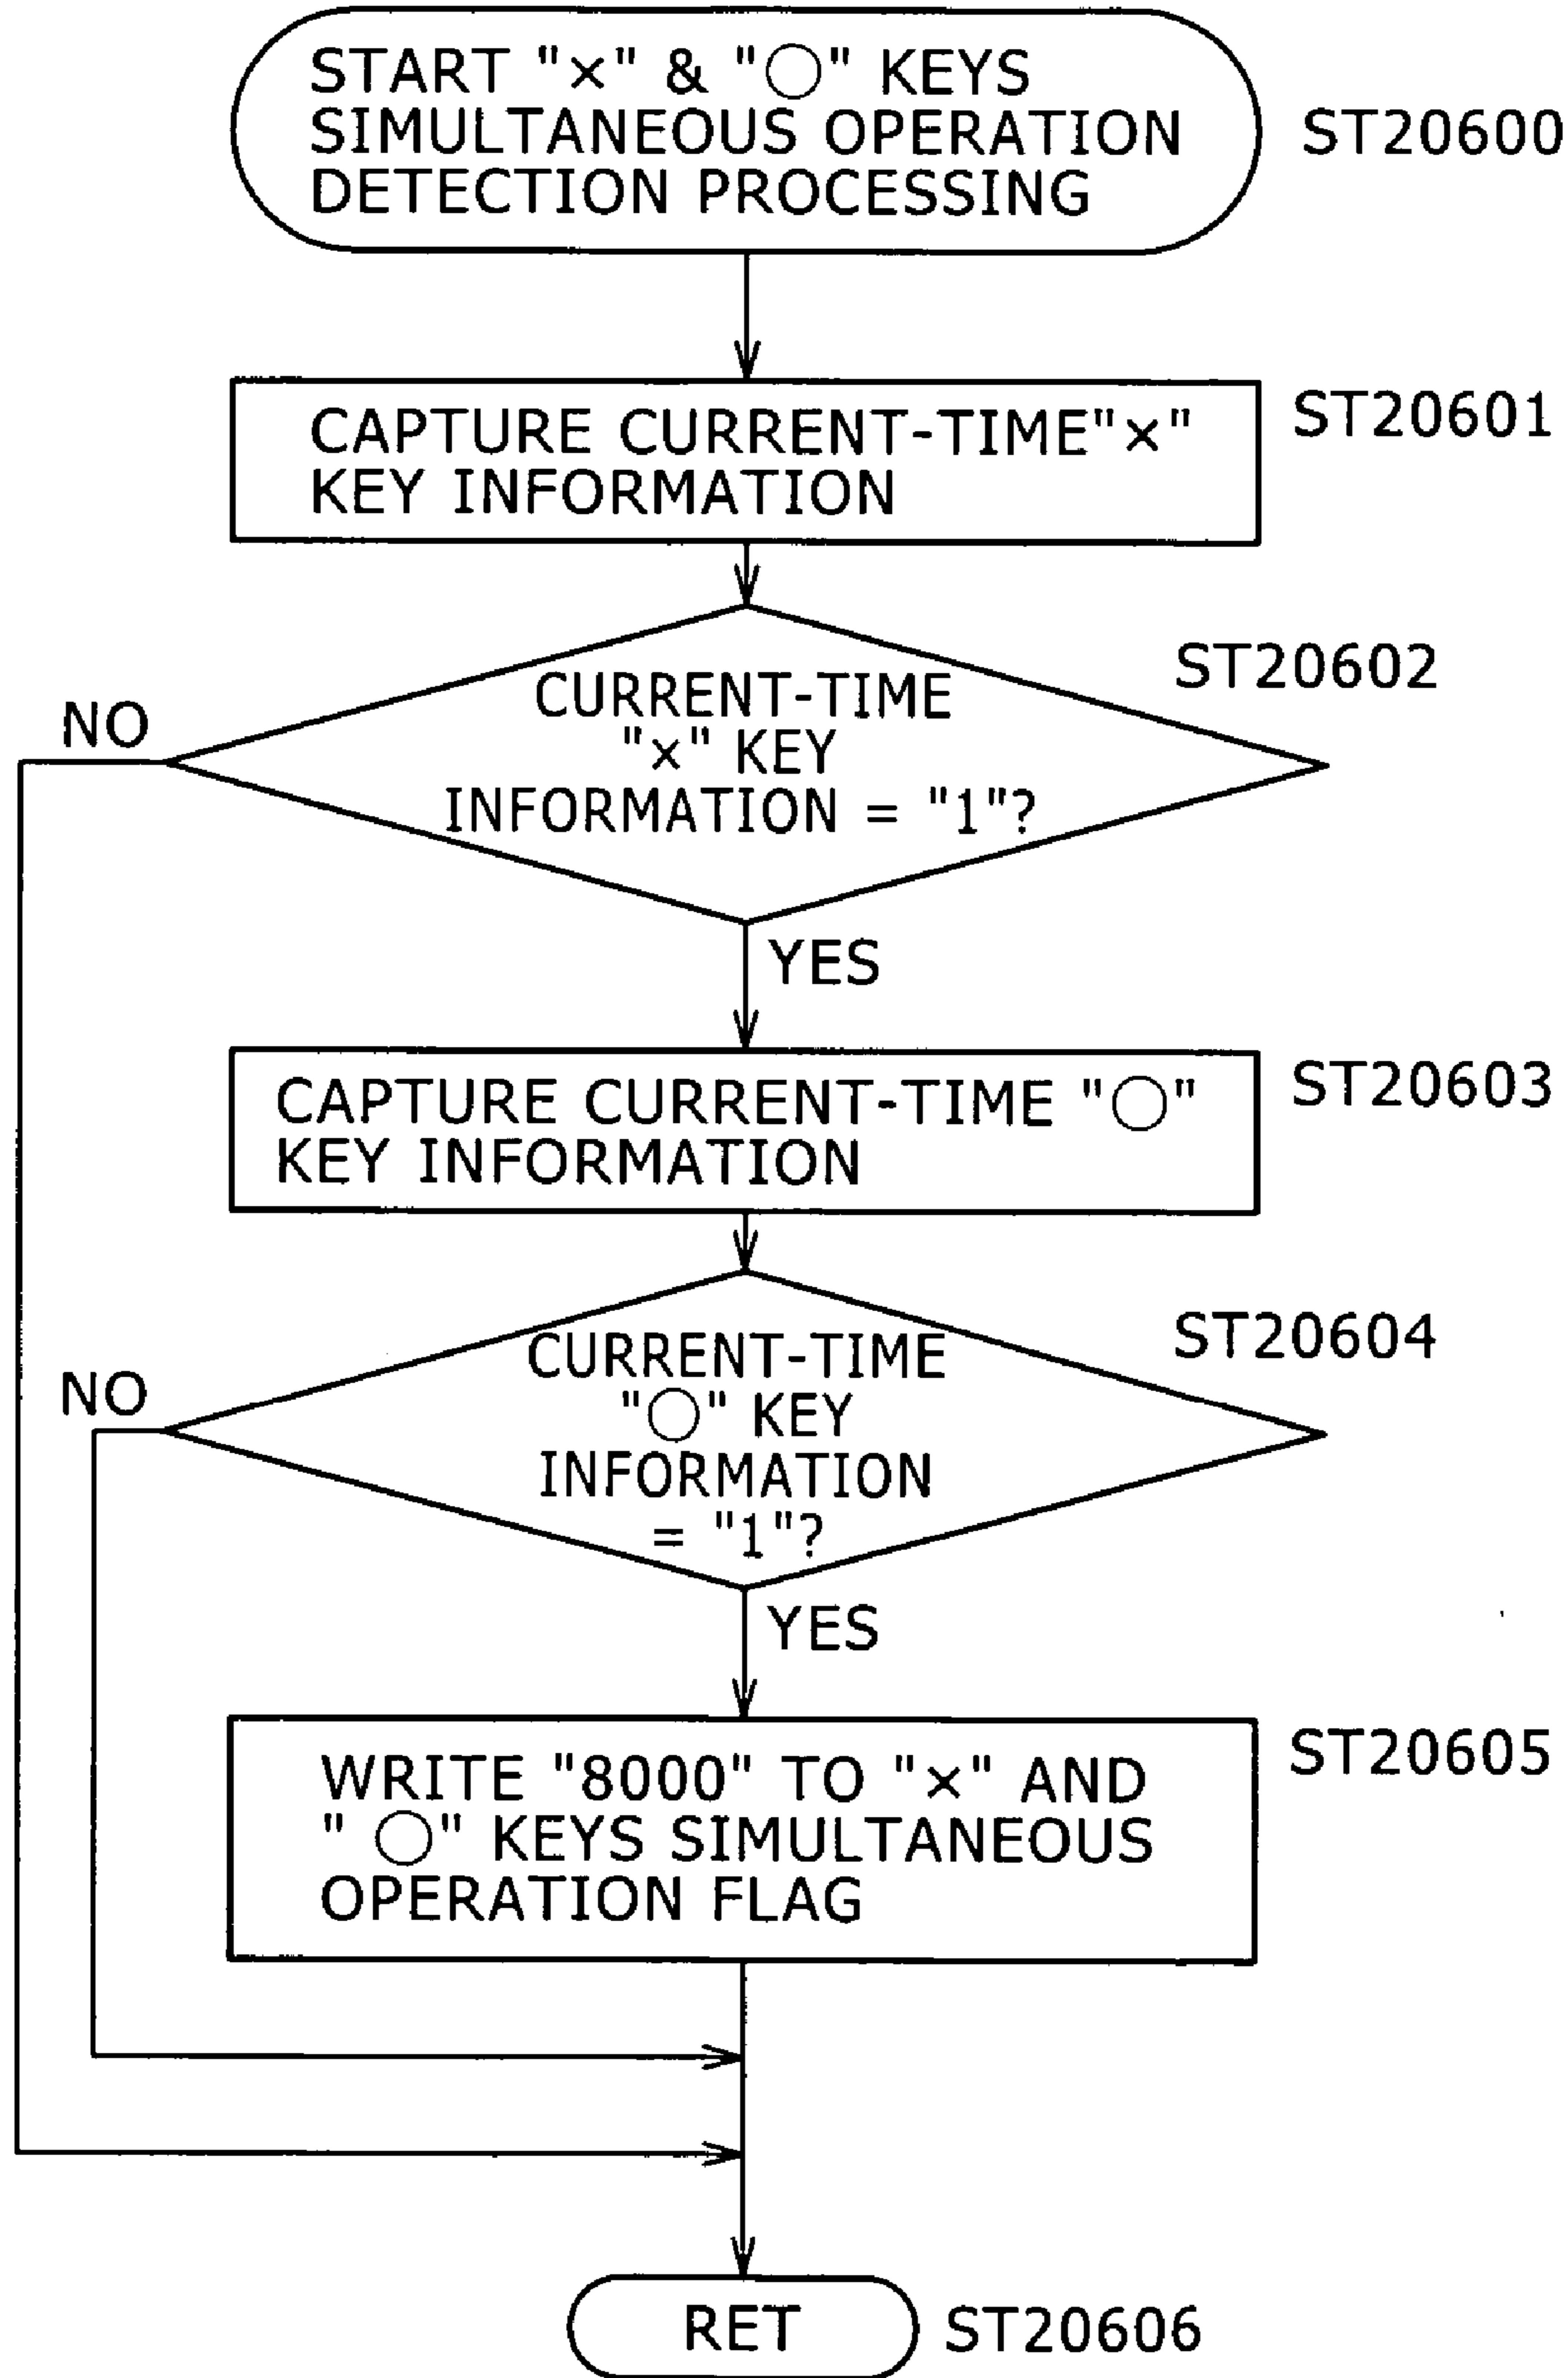 START "×" & "○" KEYS
SIMULTANEOUS OPERATION
DETECTION PROCESSING
ST20600
CAPTURE CURRENT-TIME"×"
KEY INFORMATION
ST20601
CURRENT-TIME
"×" KEY
INFORMATION = "1"?
ST20602
NO
YES
CAPTURE CURRENT-TIME "○"
KEY INFORMATION
ST20603
CURRENT-TIME
"○" KEY
INFORMATION
= "1"?
ST20604
NO
YES
WRITE "8000" TO "×" AND
" ○" KEYS SIMULTANEOUS
OPERATION FLAG
ST20605
RET
ST20606